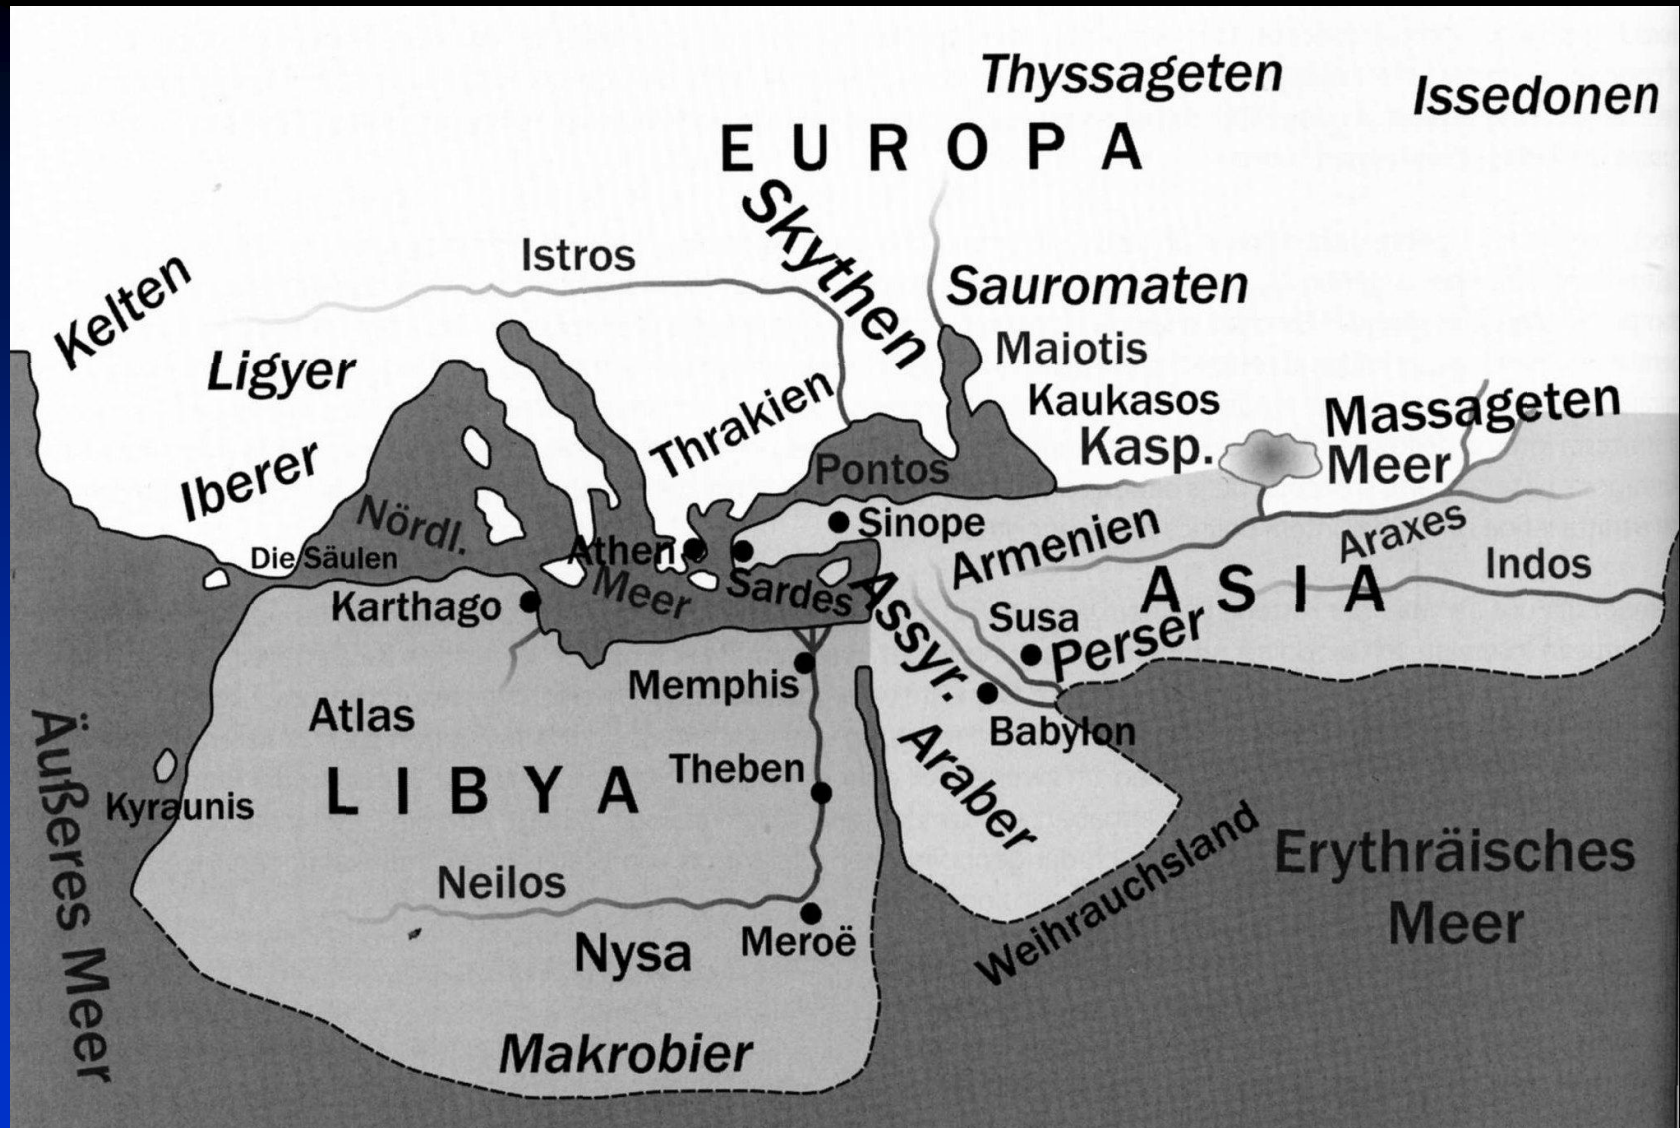 Thyssageten
Issedonen
EUROPA
Skythen
Istros
Kelten
Sauromaten
Ligyer
Maiotis
Thrakien
Kaukasos
Massageten
Kasp. Meer
Iberer
Pontos
Nördl. Meer
Sinope
Armenien
Araxes
Die Säulen
Athen
Sardes
Indos
ASIA
Karthago
Assyr.
Susa
Perser
Memphis
Atlas
Babylon
Äußeres Meer
Theben
LIBYA
Araber
Kyraunis
Weihrauchsland
Erythräisches
Meer
Neilos
Nysa
Meroë
Makrobier